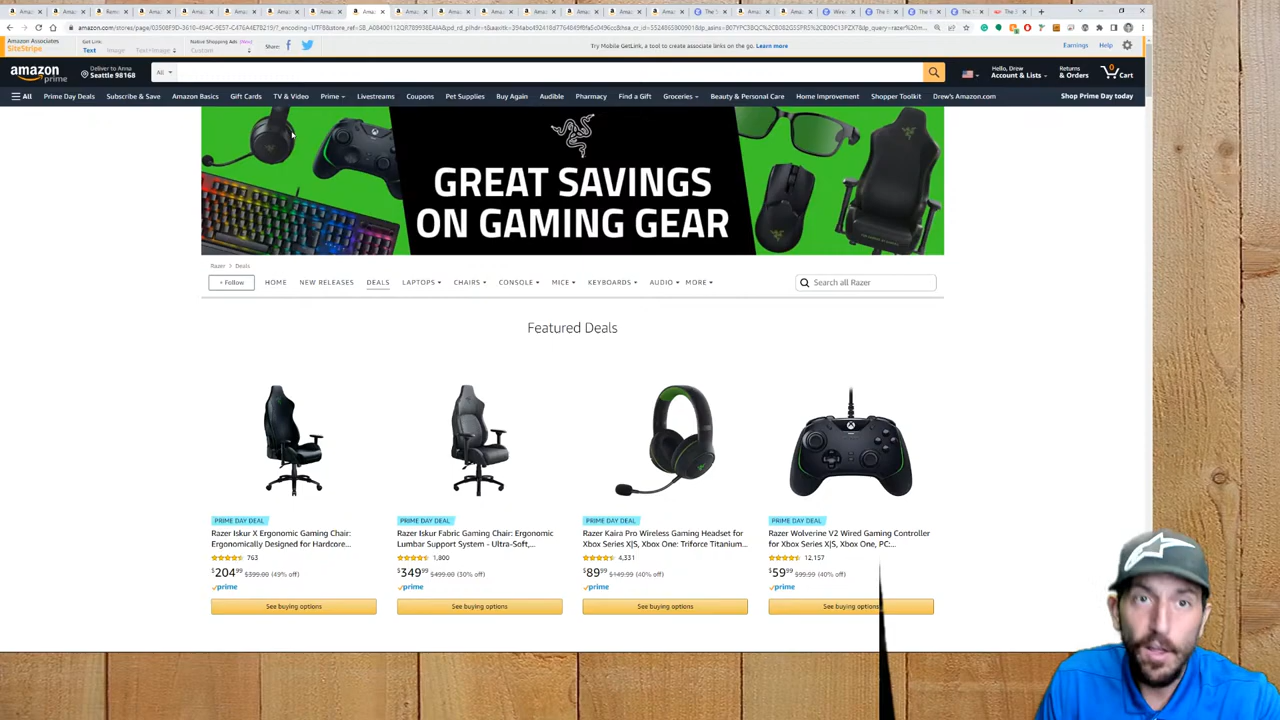 Amazon Associates
SiteStripe
Get Link:
Text Image Text+Image
Native Shopping Ads (New)
Custom
Share:
Try Mobile GetLink, a tool to create associate links on the go. Learn more
Earnings Help
amazon prime
Deliver to Anna
Seattle 98168
All
Hello, Drew
Account & Lists
Returns
& Orders
0
Cart
All Prime Day Deals Subscribe & Save Amazon Basics Gift Cards TV & Video Prime Livestreams Coupons Pet Supplies Buy Again Audible Pharmacy Find a Gift Groceries Beauty & Personal Care Home Improvement Shopper Toolkit Drew's Amazon.com Shop Prime Day today
GREAT SAVINGS
ON GAMING GEAR
Razer > Deals
+ Follow HOME NEW RELEASES DEALS LAPTOPS CHAIRS CONSOLE MICE KEYBOARDS AUDIO MORE Search all Razer
Featured Deals
PRIME DAY DEAL
Razer Iskur X Ergonomic Gaming Chair:
Ergonomically Designed for Hardcore...
763
$204.99 $399.00 (49% off)
prime
See buying options
PRIME DAY DEAL
Razer Iskur Fabric Gaming Chair: Ergonomic
Lumbar Support System - Ultra-Soft,...
1,800
$349.99 $499.00 (30% off)
prime
See buying options
PRIME DAY DEAL
Razer Kaira Pro Wireless Gaming Headset for
Xbox Series X|S, Xbox One: Triforce Titanium...
4,331
$89.99 $149.99 (40% off)
prime
See buying options
PRIME DAY DEAL
Razer Wolverine V2 Wired Gaming Controller
for Xbox Series X|S, Xbox One, PC:...
12,157
$59.99 $99.99 (40% off)
prime
See buying options